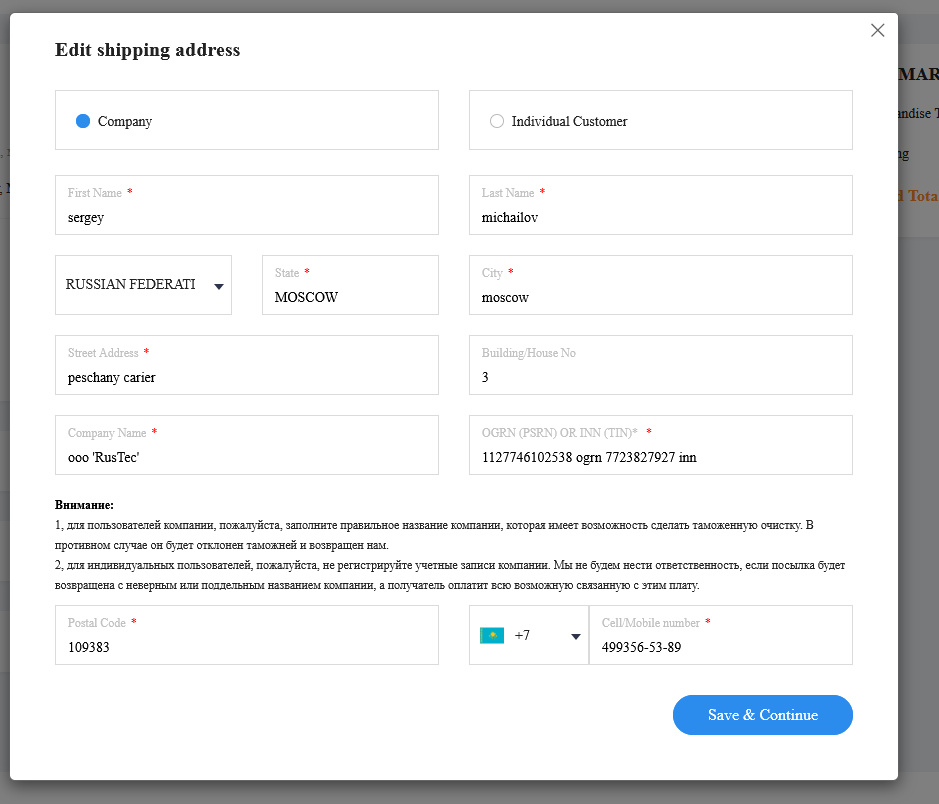 Edit shipping address
Company
Individual Customer
First Name *
sergey
Last Name *
michailov
RUSSIAN FEDERATI
State *
MOSCOW
City *
moscow
Street Address *
peschany carier
Building/House No
3
Company Name *
ooo 'RusTec'
OGRN (PSRN) OR INN (TIN)* *
1127746102538 ogrn 7723827927 inn
Внимание:
1, для пользователей компании, пожалуйста, заполните правильное название компании, которая имеет возможность сделать таможенную очистку. В
противном случае он будет отклонен таможней и возвращен нам.
2, для индивидуальных пользователей, пожалуйста, не регистрируйте учетные записи компании. Мы не будем нести ответственность, если посылка будет
возвращена с неверным или поддельным названием компании, а получатель оплатит всю возможную связанную с этим плату.
Postal Code *
109383
+7
Cell/Mobile number *
499356-53-89
Save & Continue